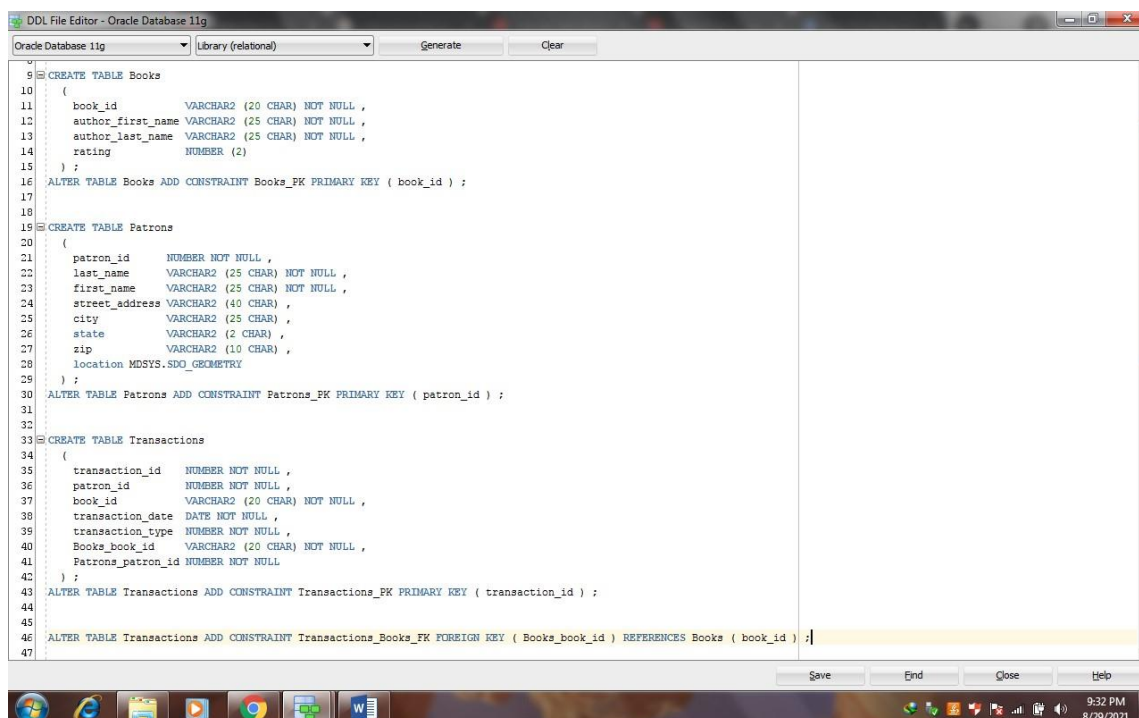 DDL File Editor - Oracle Database 11g
Oracle Database 11g Library (relational) Generate Clear
8
9 CREATE TABLE Books
10 (
11 book_id VARCHAR2 (20 CHAR) NOT NULL ,
12 author_first_name VARCHAR2 (25 CHAR) NOT NULL ,
13 author_last_name VARCHAR2 (25 CHAR) NOT NULL ,
14 rating NUMBER (2)
15 ) ;
16 ALTER TABLE Books ADD CONSTRAINT Books_PK PRIMARY KEY ( book_id ) ;
17
18
19 CREATE TABLE Patrons
20 (
21 patron_id NUMBER NOT NULL ,
22 last_name VARCHAR2 (25 CHAR) NOT NULL ,
23 first_name VARCHAR2 (25 CHAR) NOT NULL ,
24 street_address VARCHAR2 (40 CHAR) ,
25 city VARCHAR2 (25 CHAR) ,
26 state VARCHAR2 (2 CHAR) ,
27 zip VARCHAR2 (10 CHAR) ,
28 location MDSYS.SDO_GEOMETRY
29 ) ;
30 ALTER TABLE Patrons ADD CONSTRAINT Patrons_PK PRIMARY KEY ( patron_id ) ;
31
32
33 CREATE TABLE Transactions
34 (
35 transaction_id NUMBER NOT NULL ,
36 patron_id NUMBER NOT NULL ,
37 book_id VARCHAR2 (20 CHAR) NOT NULL ,
38 transaction_date DATE NOT NULL ,
39 transaction_type NUMBER NOT NULL ,
40 Books_book_id VARCHAR2 (20 CHAR) NOT NULL ,
41 Patrons_patron_id NUMBER NOT NULL
42 ) ;
43 ALTER TABLE Transactions ADD CONSTRAINT Transactions_PK PRIMARY KEY ( transaction_id ) ;
44
45
46 ALTER TABLE Transactions ADD CONSTRAINT Transactions_Books_FK FOREIGN KEY ( Books_book_id ) REFERENCES Books ( book_id ) ;
47
Save Find Close Help
9:32 PM
8/29/2021